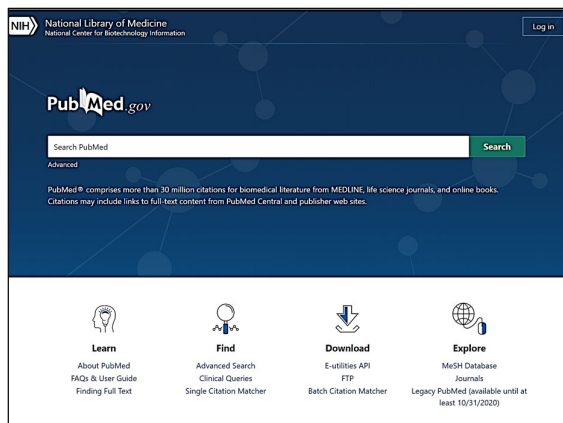 NIH
National Library of Medicine
National Center for Biotechnology Information
Log in
PubMed.gov
Search PubMed
Search
Advanced
PubMed® comprises more than 30 million citations for biomedical literature from MEDLINE, life science journals, and online books.
Citations may include links to full-text content from PubMed Central and publisher web sites.
Learn
About PubMed
FAQs & User Guide
Finding Full Text
Find
Advanced Search
Clinical Queries
Single Citation Matcher
Download
E-utilities API
FTP
Batch Citation Matcher
Explore
MeSH Database
Journals
Legacy PubMed (available until at
least 10/31/2020)